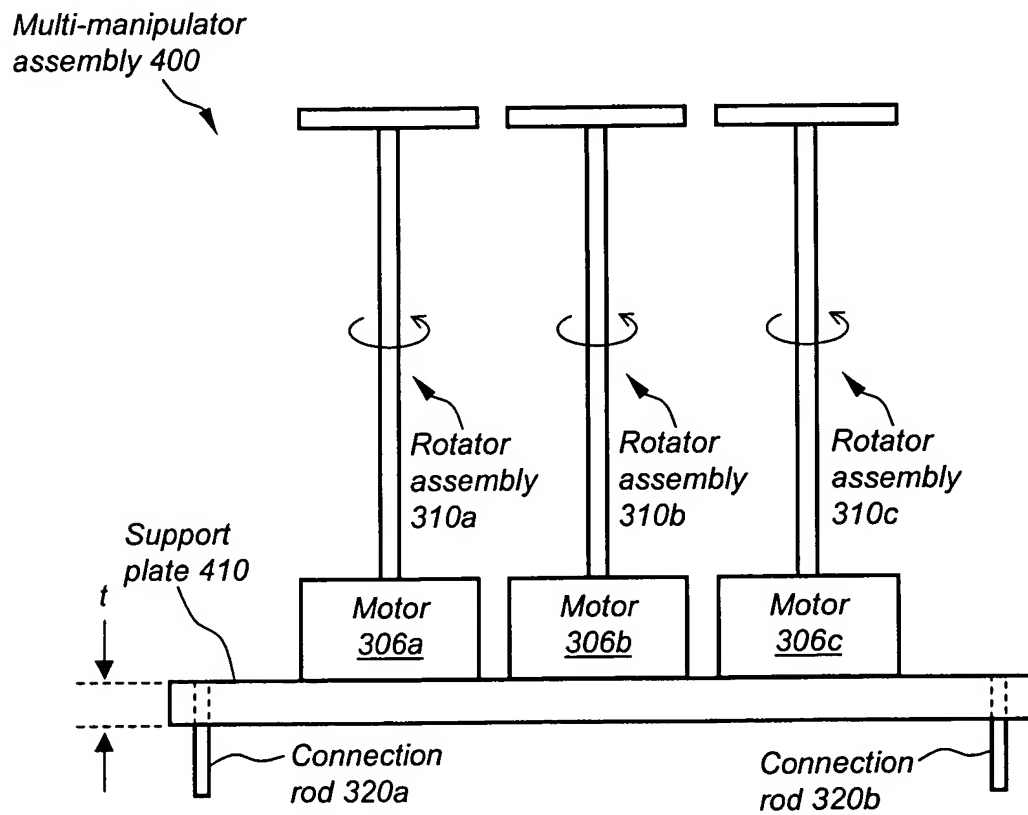 Multi-manipulator
assembly 400
Rotator
assembly
310a
Rotator
assembly
310b
Rotator
assembly
310c
Support
plate 410
t
Motor
306a
Motor
306b
Motor
306c
Connection
rod 320a
Connection
rod 320b